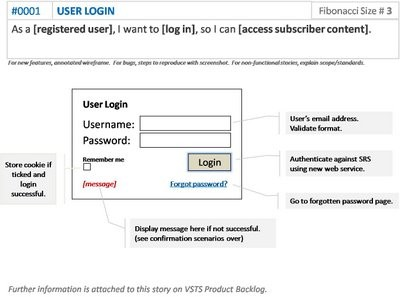 #0001 USER LOGIN Fibonacci Size # 3
As a [registered user], I want to [log in], so I can [access subscriber content].
For new features, annotated wireframe. For bugs, steps to reproduce with screenshot. For non-functional stories, explain scope/standards.
User Login
Username:
Password:
Remember me
Login
[message]
Forgot password?
User's email address.
Validate format.
Authenticate against SRS
using new web service.
Go to forgotten password page.
Store cookie if
ticked and
login
successful.
Display message here if not successful.
(see confirmation scenarios over)
Further information is attached to this story on VSTS Product Backlog.